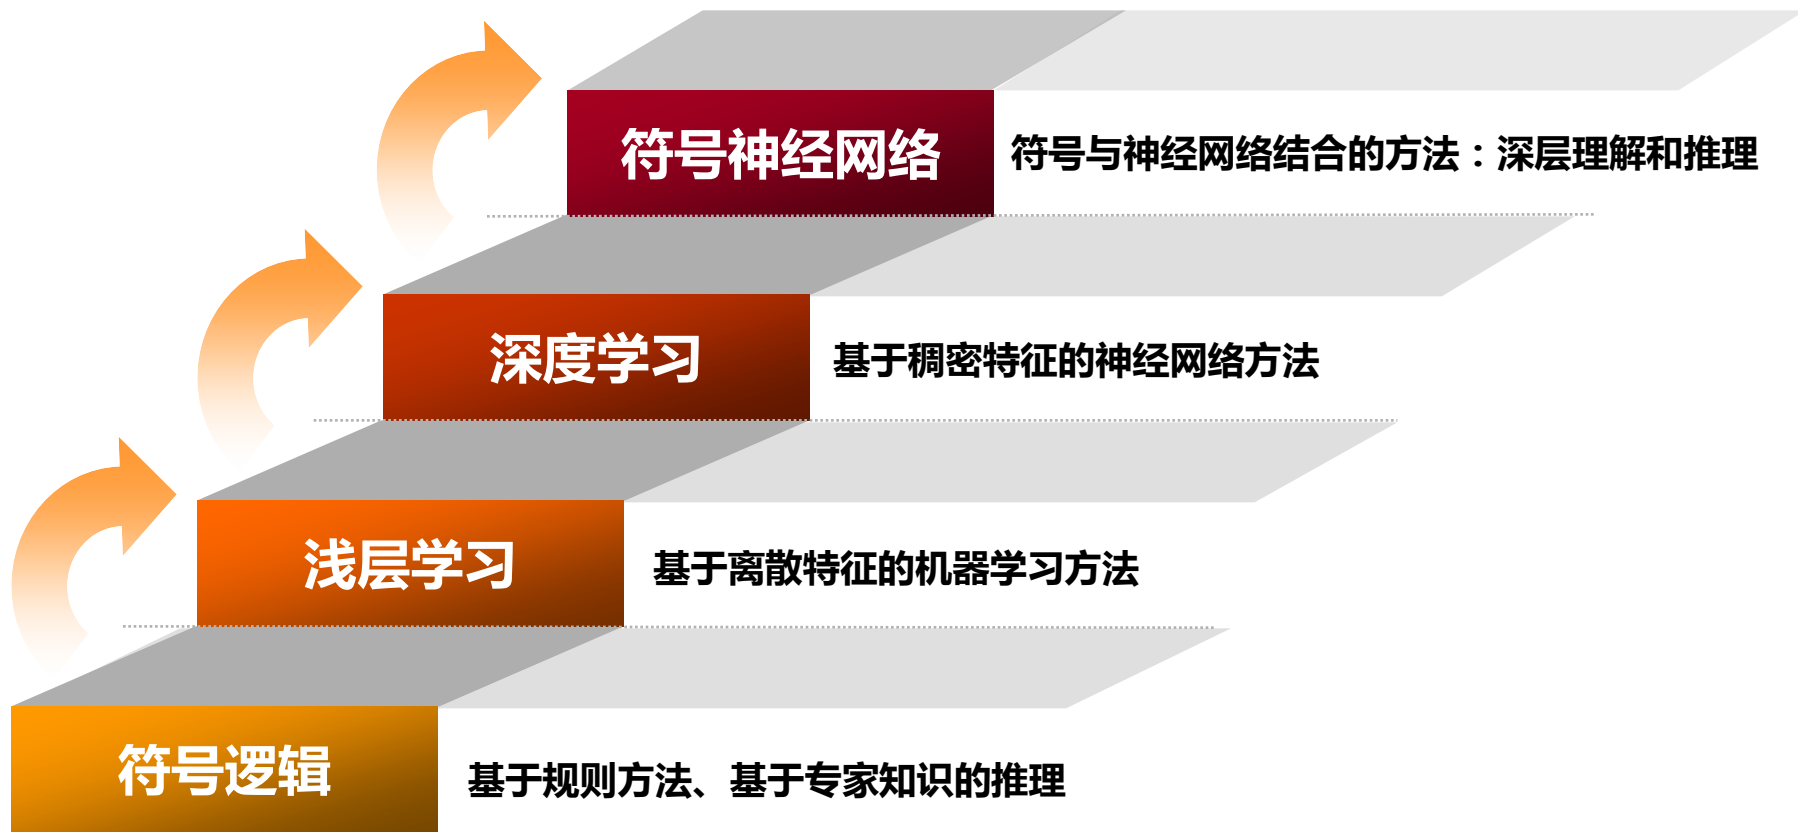 符号神经网络
符号与神经网络结合的方法：深层理解和推理
深度学习
基于稠密特征的神经网络方法
浅层学习
基于离散特征的机器学习方法
符号逻辑
基于规则方法、基于专家知识的推理